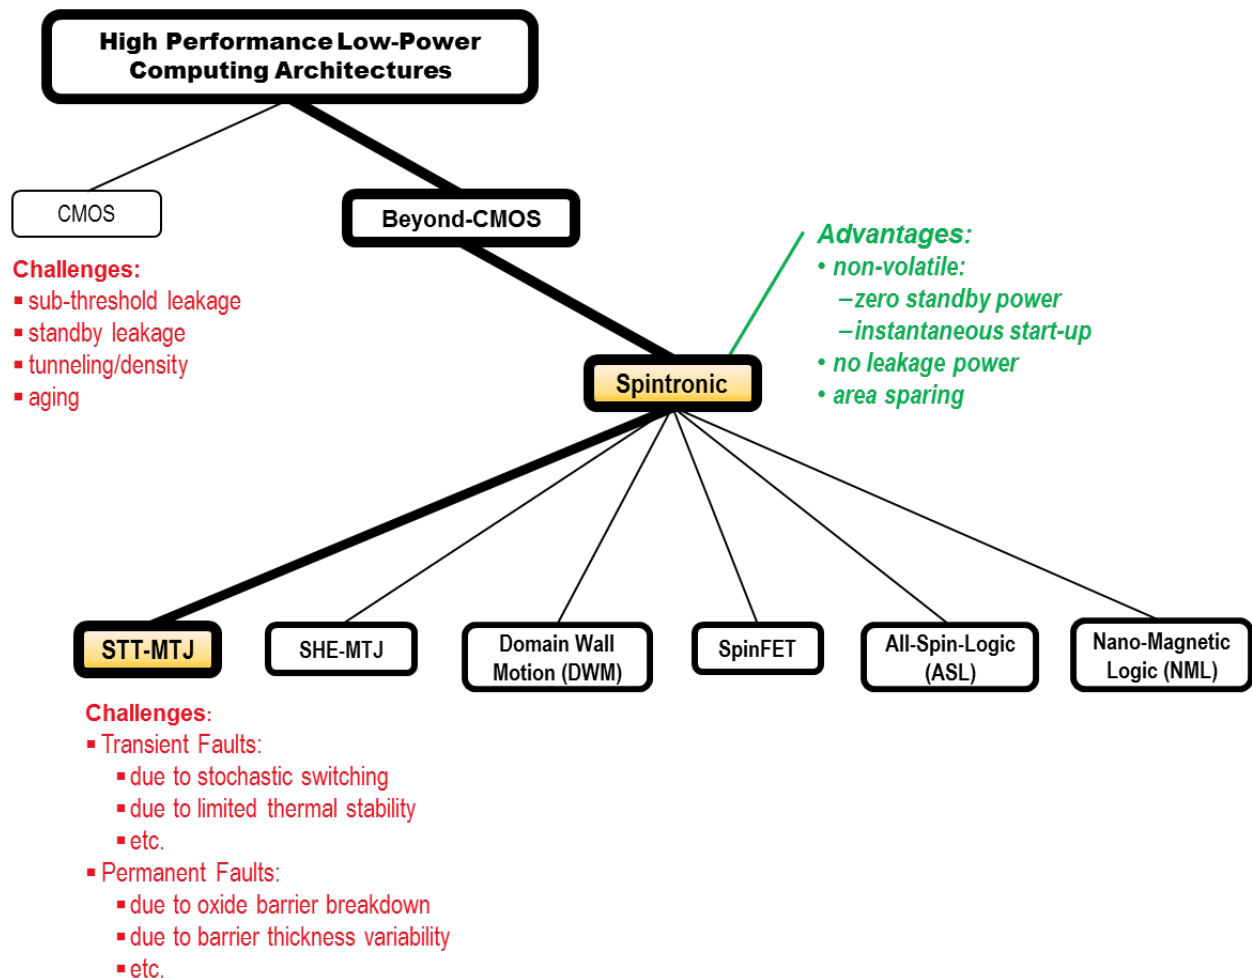 High Performance Low-Power
Computing Architectures
CMOS
Beyond-CMOS
Challenges:
▪ sub-threshold leakage
▪ standby leakage
▪ tunneling/density
▪ aging
Advantages:
• non-volatile:
–zero standby power
–instantaneous start-up
• no leakage power
• area sparing
Spintronic
STT-MTJ
SHE-MTJ
Domain Wall
Motion (DWM)
SpinFET
All-Spin-Logic
(ASL)
Nano-Magnetic
Logic (NML)
Challenges:
▪ Transient Faults:
▪ due to stochastic switching
▪ due to limited thermal stability
▪ etc.
▪ Permanent Faults:
▪ due to oxide barrier breakdown
▪ due to barrier thickness variability
▪ etc.